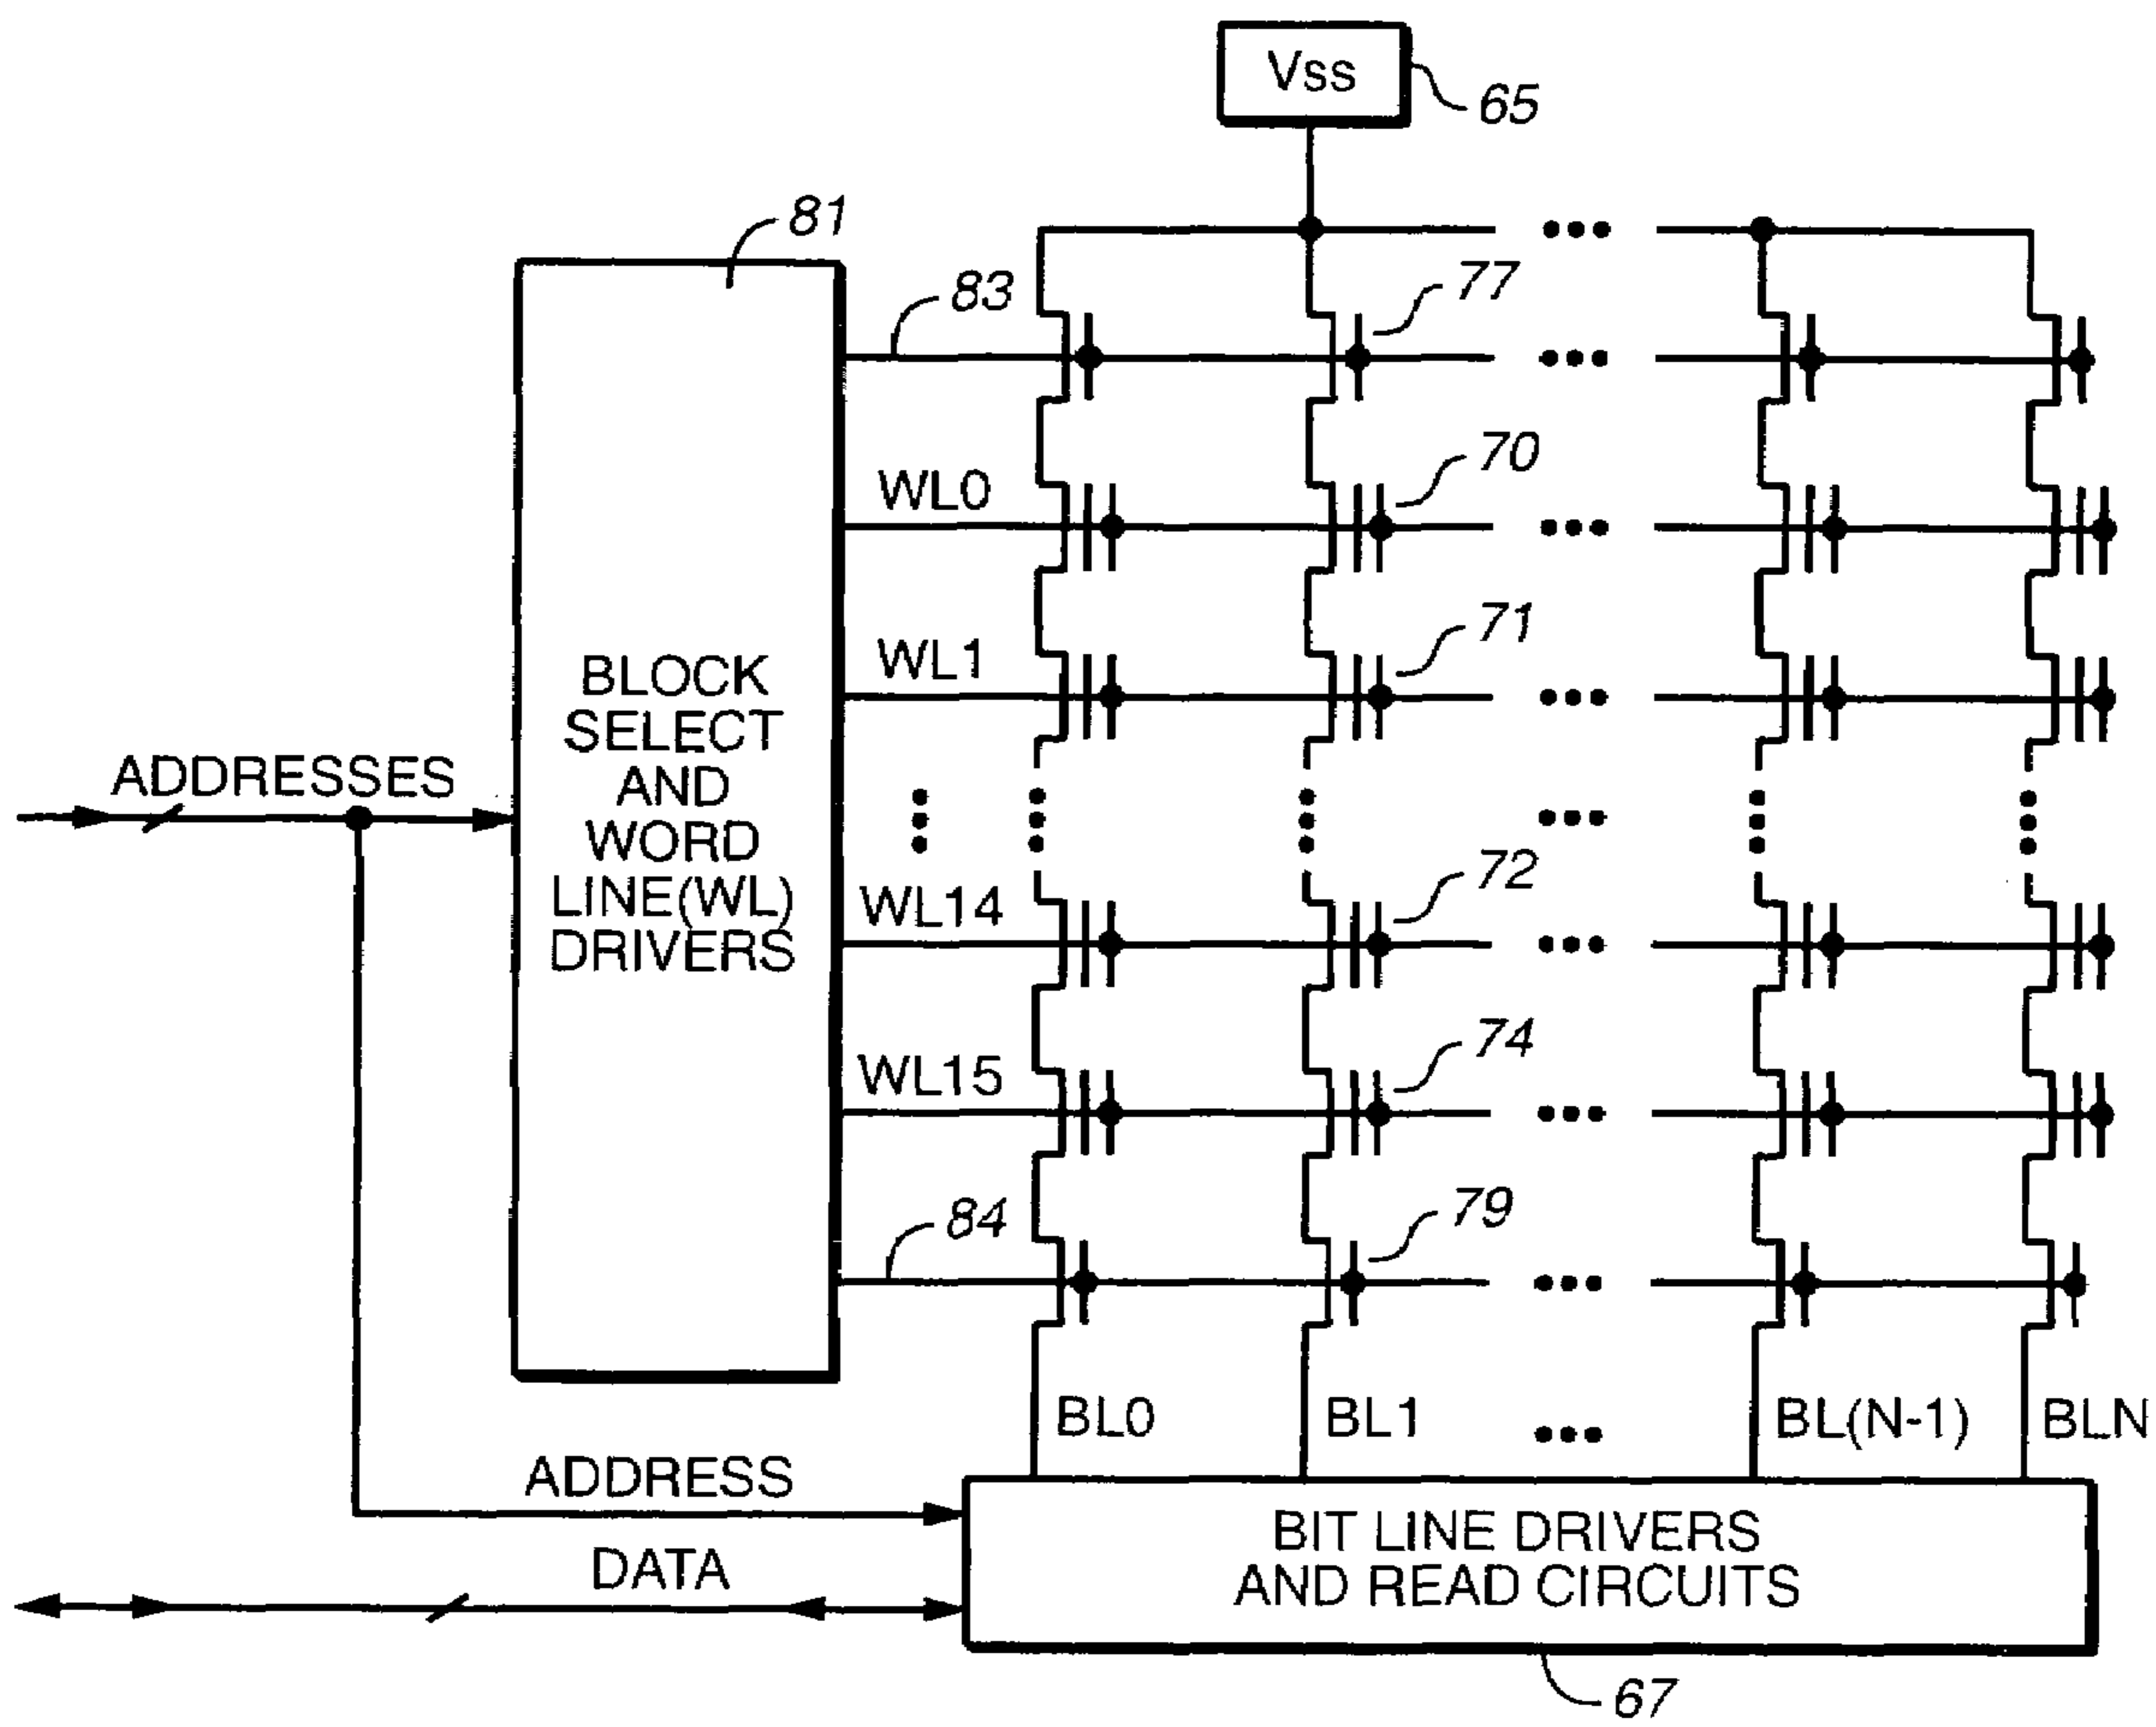 Vss
65
81
83
77
WL0
70
WL1
71
BLOCK
SELECT
AND
WORD
LINE(WL)
DRIVERS
ADDRESSES
WL14
72
WL15
74
84
79
BL0
BL1
BL(N-1)
BLN
ADDRESS
BIT LINE DRIVERS
AND READ CIRCUITS
DATA
67